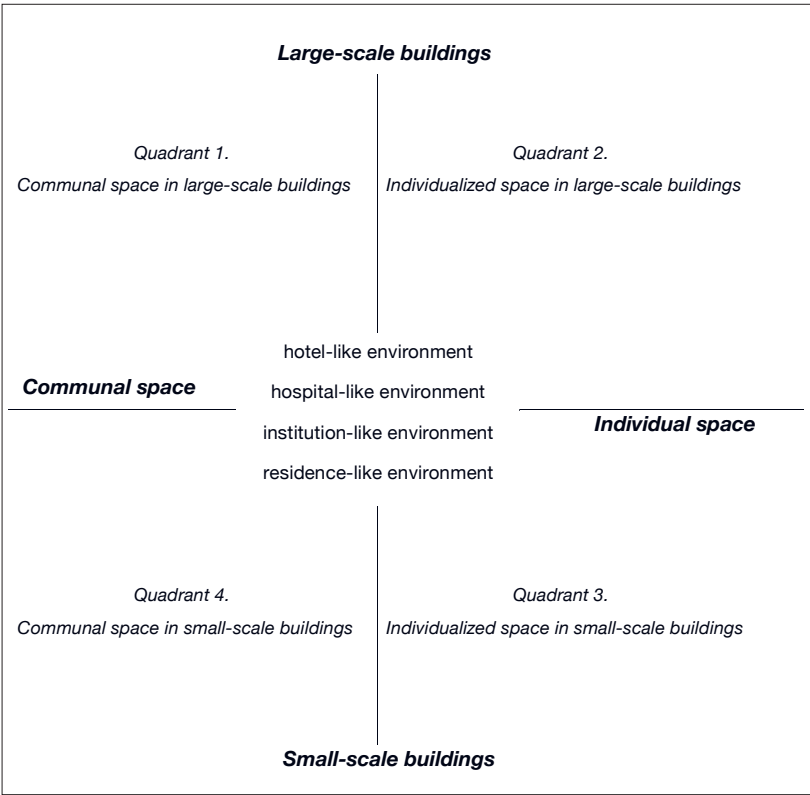 Large-scale buildings
Quadrant 1.
Communal space in large-scale buildings
Quadrant 2.
Individualized space in large-scale buildings
hotel-like environment
Communal space
hospital-like environment
institution-like environment
Individual space
residence-like environment
Quadrant 4.
Communal space in small-scale buildings
Quadrant 3.
Individualized space in small-scale buildings
Small-scale buildings